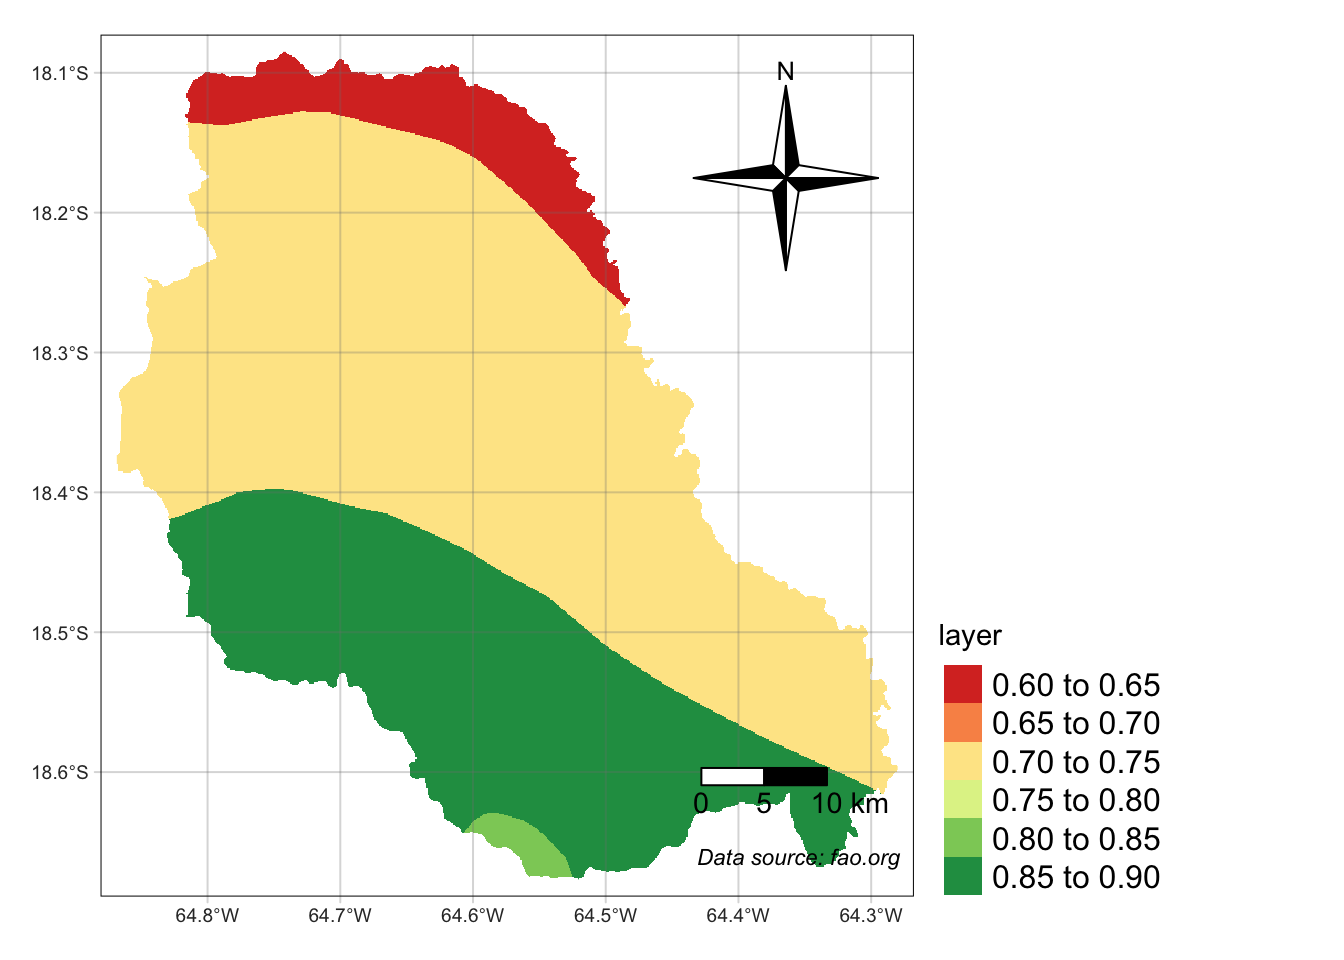 N
18.1°S
18.2°S
18.3°S
18.4°S
18.5°S
18.6°S
64.8°W
64.7°W
64.6°W
64.5°W
64.4°W
64.3°W
0 5 10 km
Data source: fao.org
layer
0.60 to 0.65
0.65 to 0.70
0.70 to 0.75
0.75 to 0.80
0.80 to 0.85
0.85 to 0.90